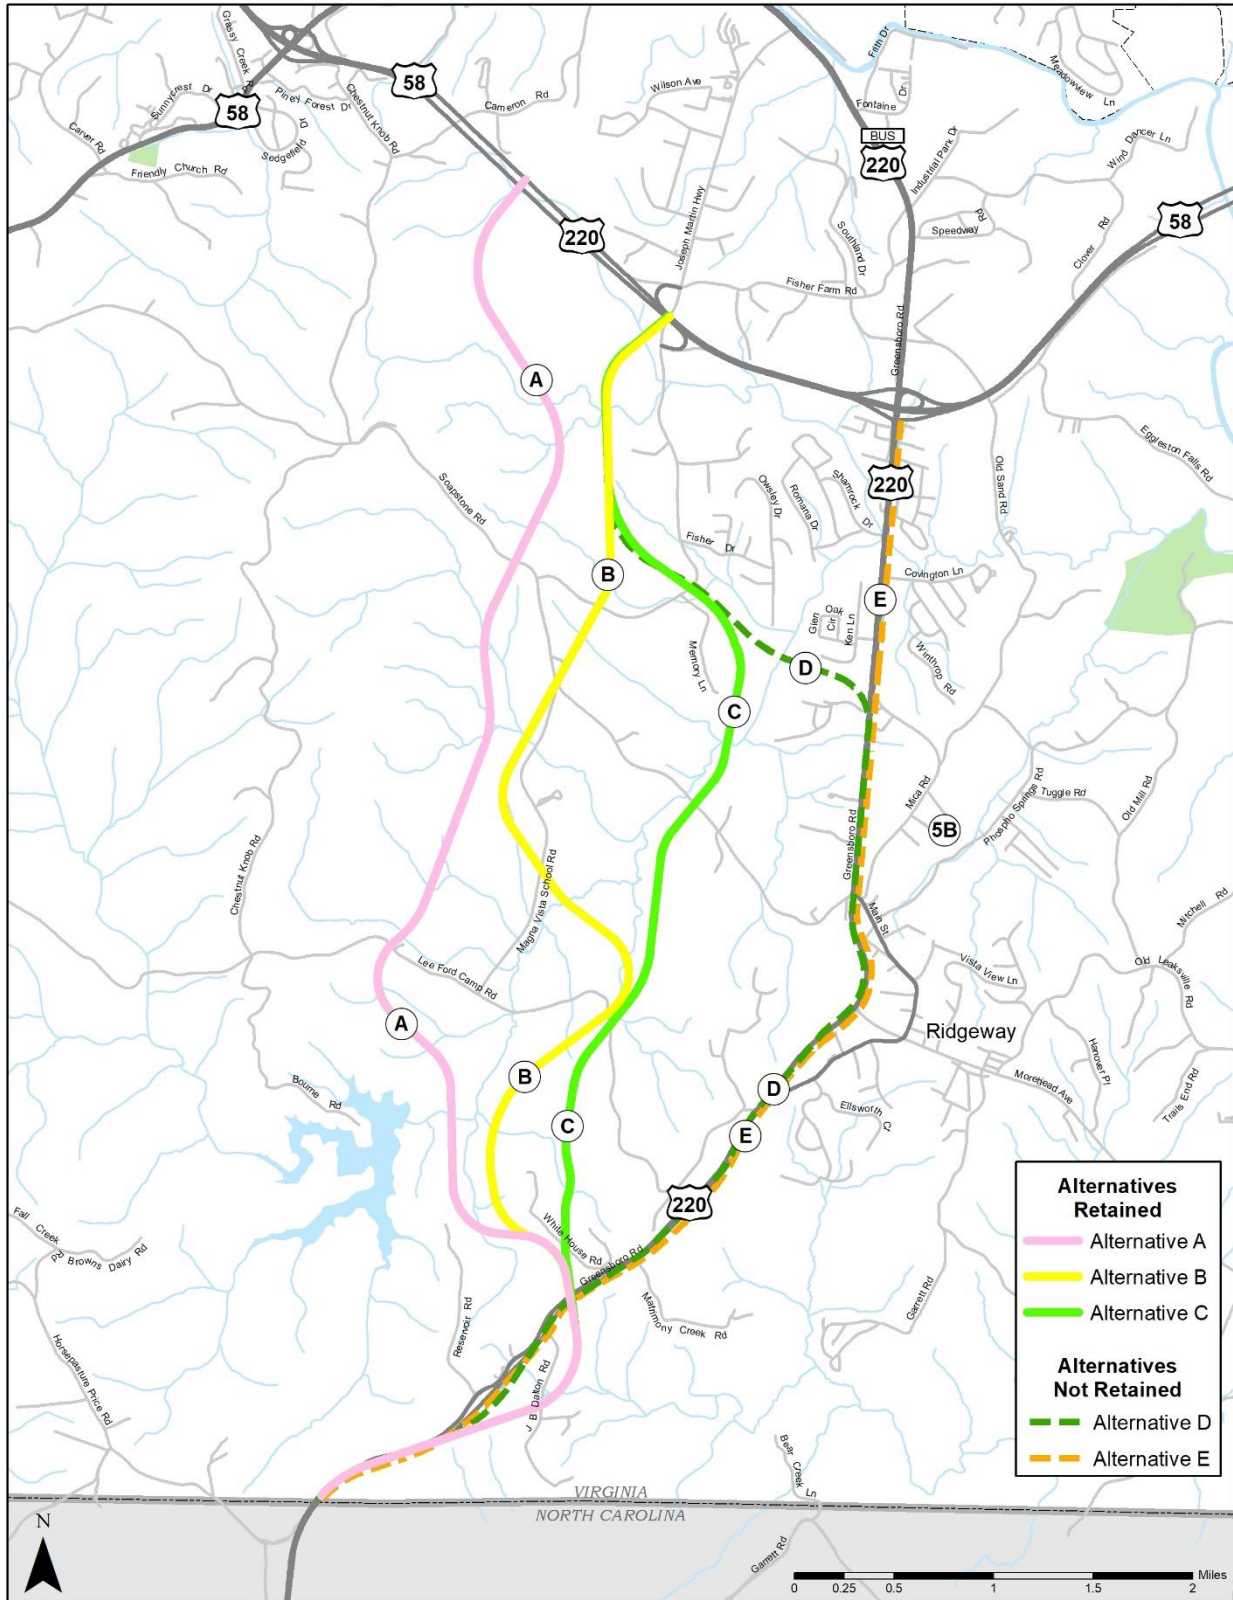 Grassy Creek Rd
58
58
Sunnycrest Dr
Piney Forest Dr
Chestnut Knob Rd
Cameron Rd
Wilson Ave
Filth Dr
Fontaine Dr
Meadowview Ln
Carver Rd
Friendly Church Rd
Sedgefield Dr
BUS
220
Industrial Park Dr
Wind Dancer Ln
Joseph Martin Hwy
220
Southland Dr
Speedway Rd
Clover Rd
58
Fisher Farm Rd
Greensboro Rd
A
Soapstone Rd
Owsley Dr
Romana Dr
Shamrock Dr
220
Old Sand Rd
Eggleston Falls Rd
Fisher Dr
B
Covington Ln
E
Glen Oak Cir
Ken Ln
Memory Ln
D
Winthrop Rd
C
Mica Rd
Phospho Springs Rd
Tuggle Rd
Old Mill Rd
5B
Greensboro Rd
Chestnut Knob Rd
Magna Vista School Rd
Main St
Mitchell Rd
Lee Ford Camp Rd
Vista View Ln
Old Leaksville Rd
A
Ridgeway
B
D
Hanover Pl
Morehead Ave
Trails End Rd
Bourne Rd
Ellsworth Ct
C
E
220
Fall Creek Rd
Browns Dairy Rd
White House Rd
Greensboro Rd
Garrett Rd
Matrimony Creek Rd
Reservoir Rd
J B Dalton Rd
Horsepasture Price Rd
Bear Creek Ln
Alternatives
Retained
Alternative A
Alternative B
Alternative C
Alternatives
Not Retained
Alternative D
Alternative E
VIRGINIA
NORTH CAROLINA
Garrett Rd
N
Miles
0 0.25 0.5 1 1.5 2